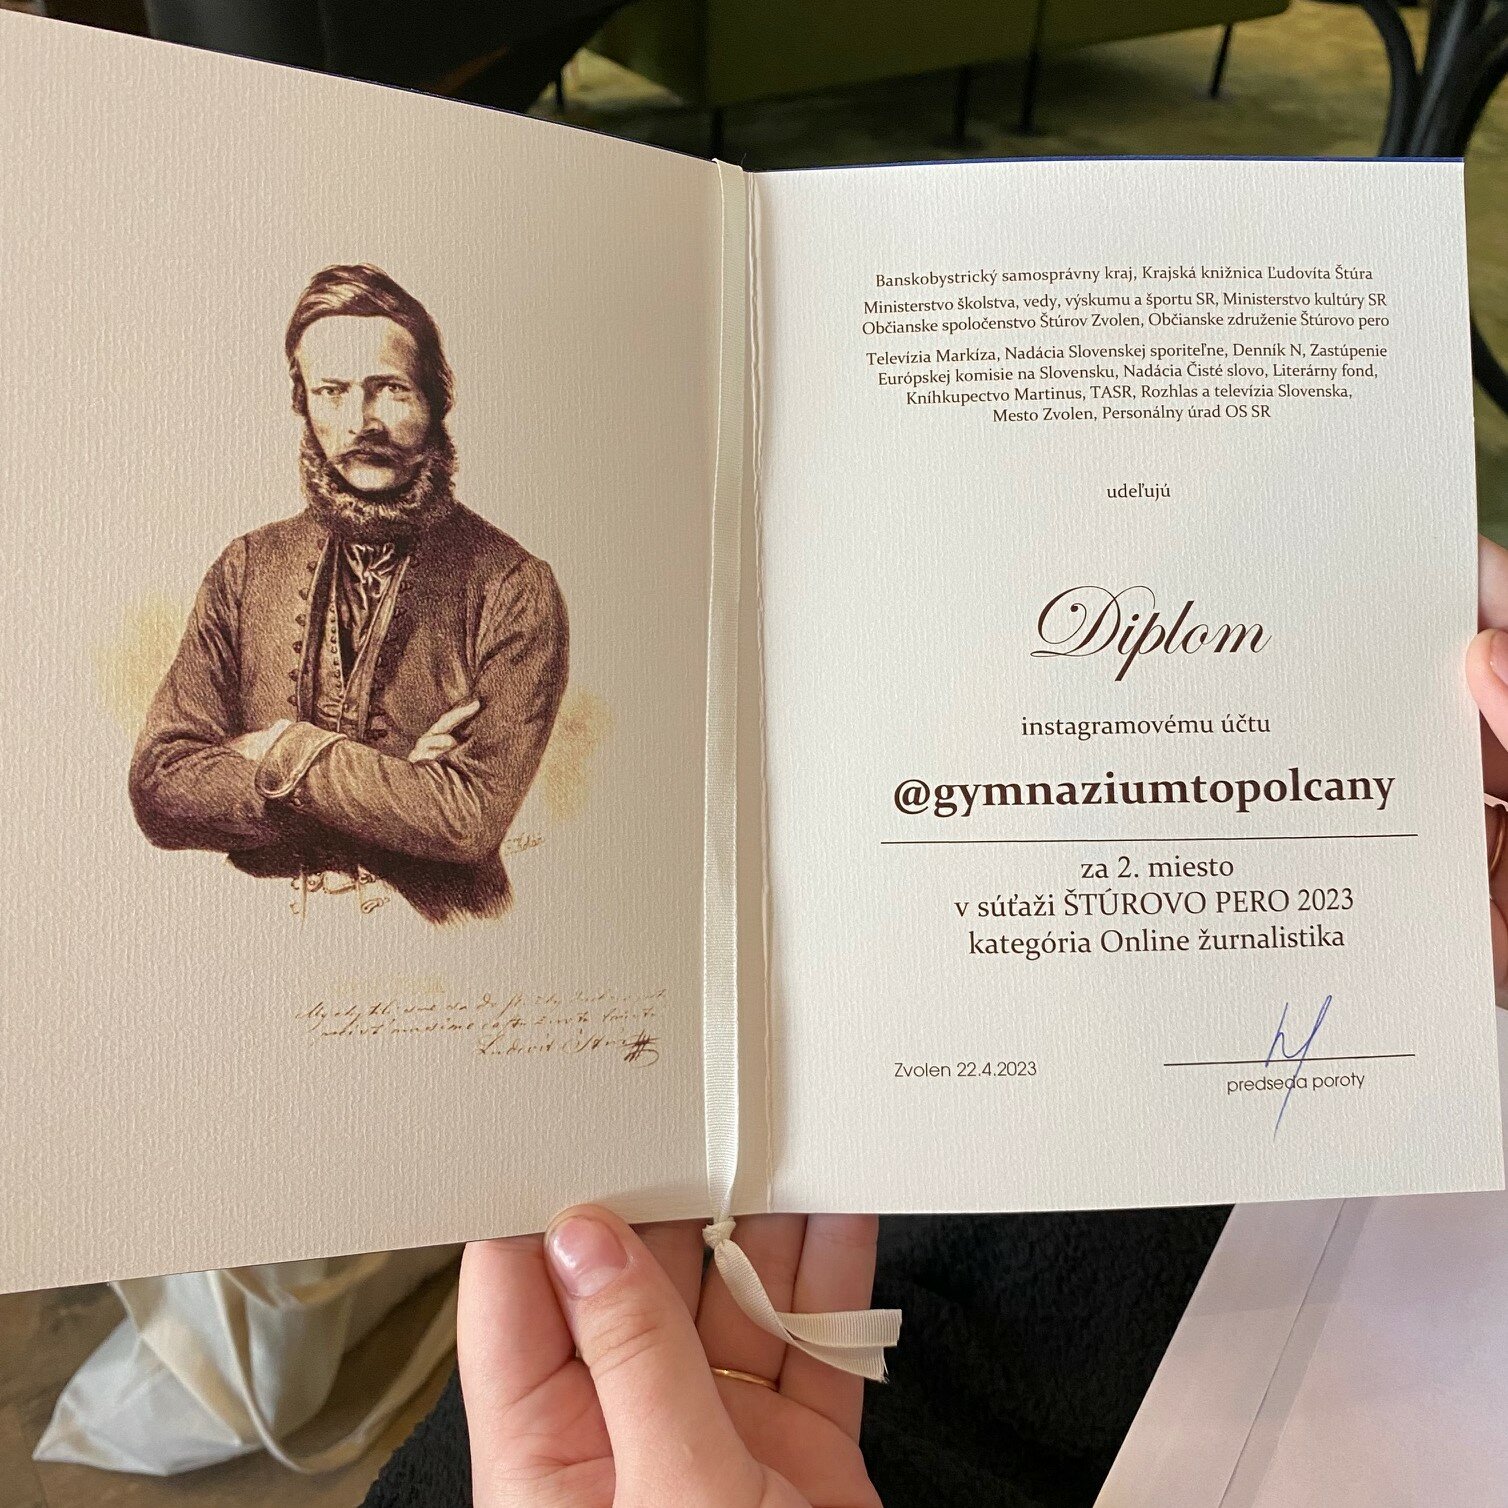 Ľudovít Štúr
Banskobystrický samosprávny kraj, Krajská knižnica Ľudovíta Štúra
Ministerstvo školstva, vedy, výskumu a športu SR, Ministerstvo kultúry SR
Občianske spoločenstvo Štúrov Zvolen, Občianske združenie Štúrovo pero
Televízia Markíza, Nadácia Slovenskej sporiteľne, Denník N, Zastúpenie
Európskej komisie na Slovensku, Nadácia Čisté slovo, Literárny fond,
Kníhkupectvo Martinus, TASR, Rozhlas a televízia Slovenska,
Mesto Zvolen, Personálny úrad OS SR
udeľujú
Diplom
instagramovému účtu
@gymnaziumtopolcany
za 2. miesto
v súťaži ŠTÚROVO PERO 2023
kategória Online žurnalistika
Zvolen 22.4.2023
predseda poroty